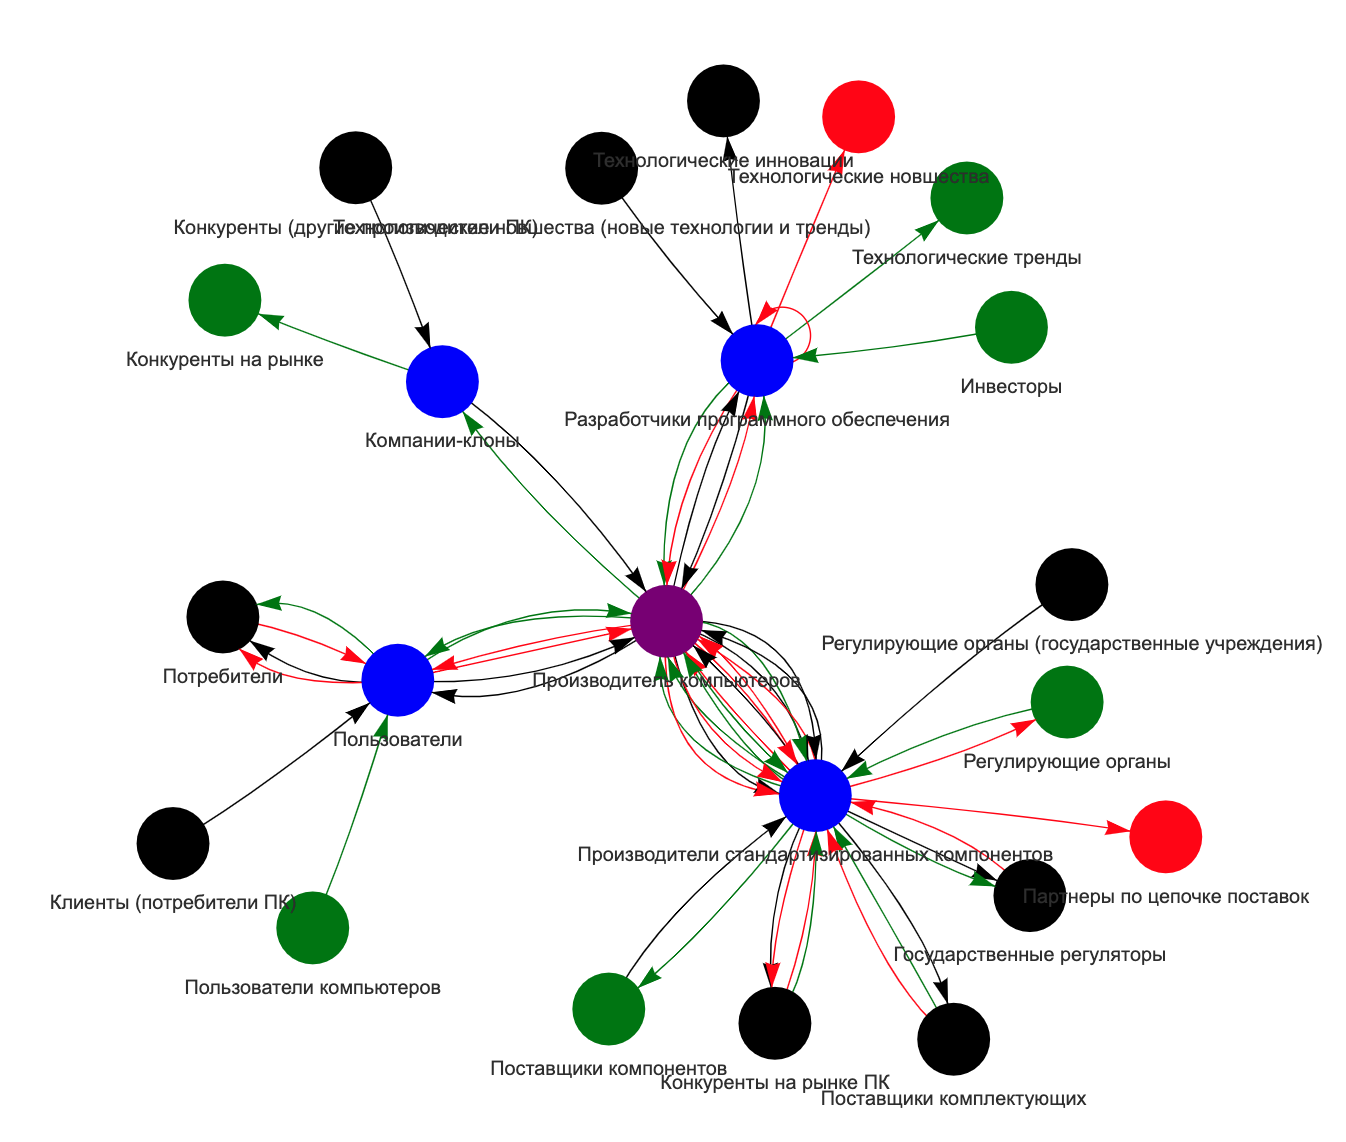 Технологические инновации
Технологические новшества
Конкуренты (другие производители ПК)
Технологические новшества (новые технологии и тренды)
Технологические тренды
Конкуренты на рынке
Инвесторы
Разработчики программного обеспечения
Компании-клоны
Регулирующие органы (государственные учреждения)
Потребители
Производитель компьютеров
Пользователи
Регулирующие органы
Производители стандартизированных компонентов
Партнеры по цепочке поставок
Клиенты (потребители ПК)
Государственные регуляторы
Пользователи компьютеров
Поставщики компонентов
Конкуренты на рынке ПК
Поставщики комплектующих